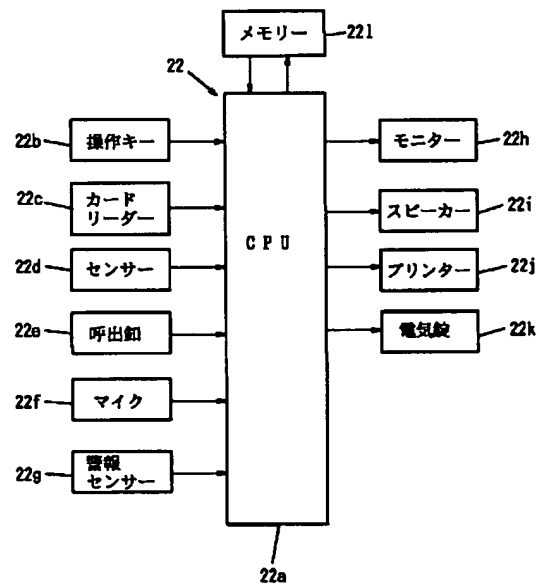 メモリー
22l
22
22b
操作キー
モニター
22h
22c
カード
リーダー
スピーカー
22i
CPU
22d
センサー
プリンター
22j
22e
呼出釦
電気錠
22k
22f
マイク
22g
警報
センサー
22a